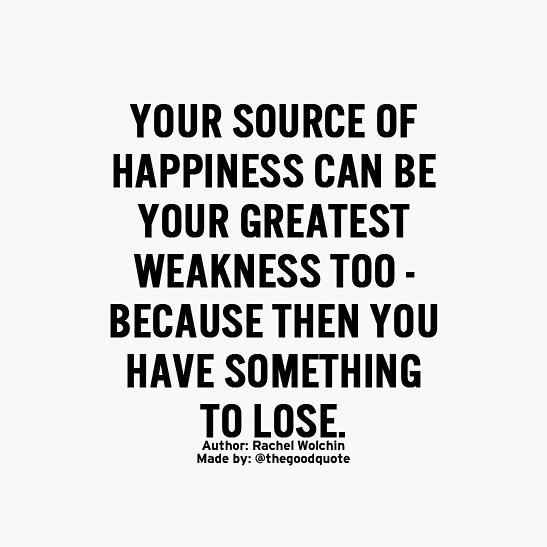 YOUR SOURCE OF
HAPPINESS CAN BE
YOUR GREATEST
WEAKNESS TOO -
BECAUSE THEN YOU
HAVE SOMETHING
TO LOSE.
Author: Rachel Wolchin
Made by: @thegoodquote